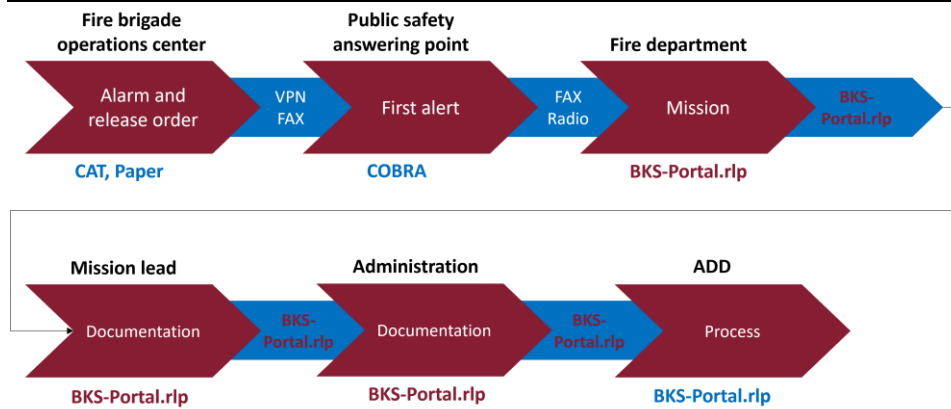 Fire brigade
operations center
Public safety
answering point
Fire department
Alarm and
release order
VPN
FAX
First alert
FAX
Radio
Mission
BKS-
Portal.rlp
CAT, Paper
COBRA
BKS-Portal.rlp
Mission lead
Administration
ADD
Documentation
BKS-
Portal.rlp
Documentation
BKS-
Portal.rlp
Process
BKS-Portal.rlp
BKS-Portal.rlp
BKS-Portal.rlp